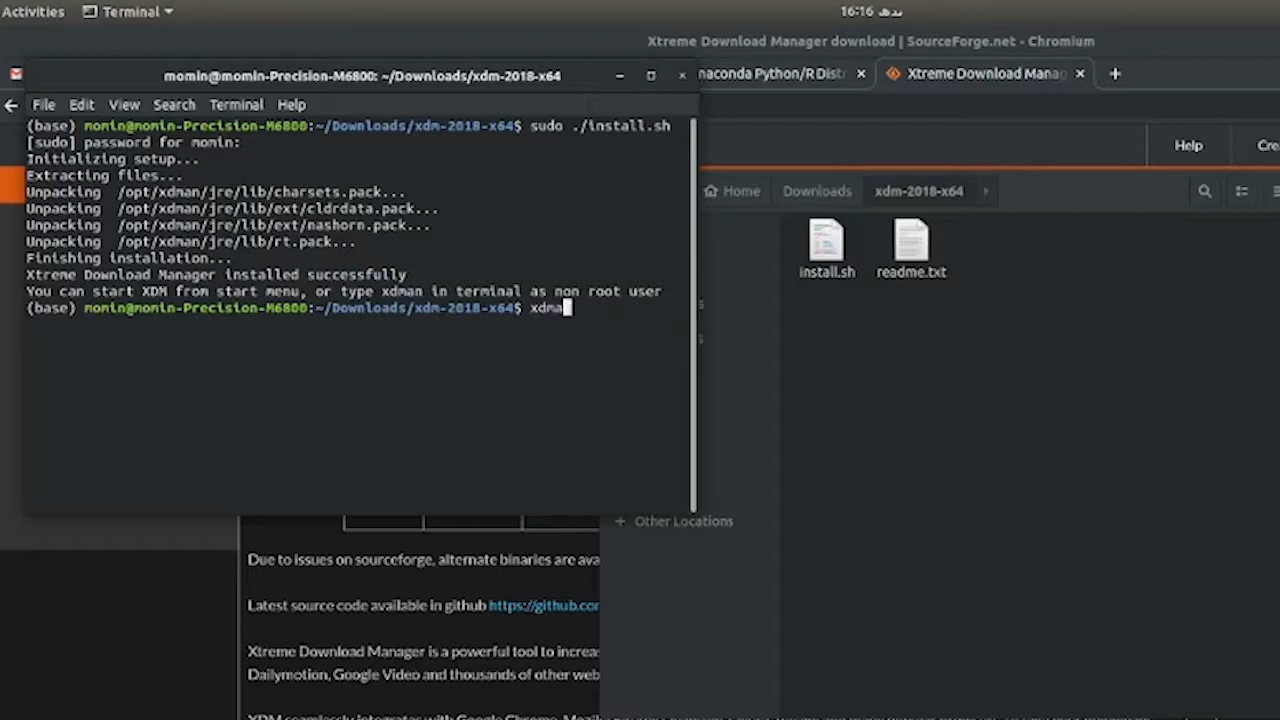 Activities Terminal 16:16
Xtreme Download Manager download | SourceForge.net - Chromium
momin@momin-Precision-M6800: ~/Downloads/xdm-2018-x64
naconda Python/R Distr
Xtreme Download Manag
File Edit View Search Terminal Help
(base) momin@momin-Precision-M6800:~/Downloads/xdm-2018-x64$ sudo ./install.sh
[sudo] password for momin:
Initializing setup...
Extracting files...
Unpacking /opt/xdman/jre/lib/charsets.pack...
Unpacking /opt/xdman/jre/lib/ext/cldrdata.pack...
Unpacking /opt/xdman/jre/lib/ext/nashorn.pack...
Unpacking /opt/xdman/jre/lib/rt.pack...
Finishing installation...
Xtreme Download Manager installed successfully
You can start XDM from start menu, or type xdman in terminal as non root user
(base) momin@momin-Precision-M6800:~/Downloads/xdm-2018-x64$ xdma
Help Crea
Home Downloads xdm-2018-x64
install.sh readme.txt
Other Locations
Due to issues on sourceforge, alternate binaries are ava
Latest source code available in github https://github.cor
Xtreme Download Manager is a powerful tool to increas
Dailymotion, Google Video and thousands of other web